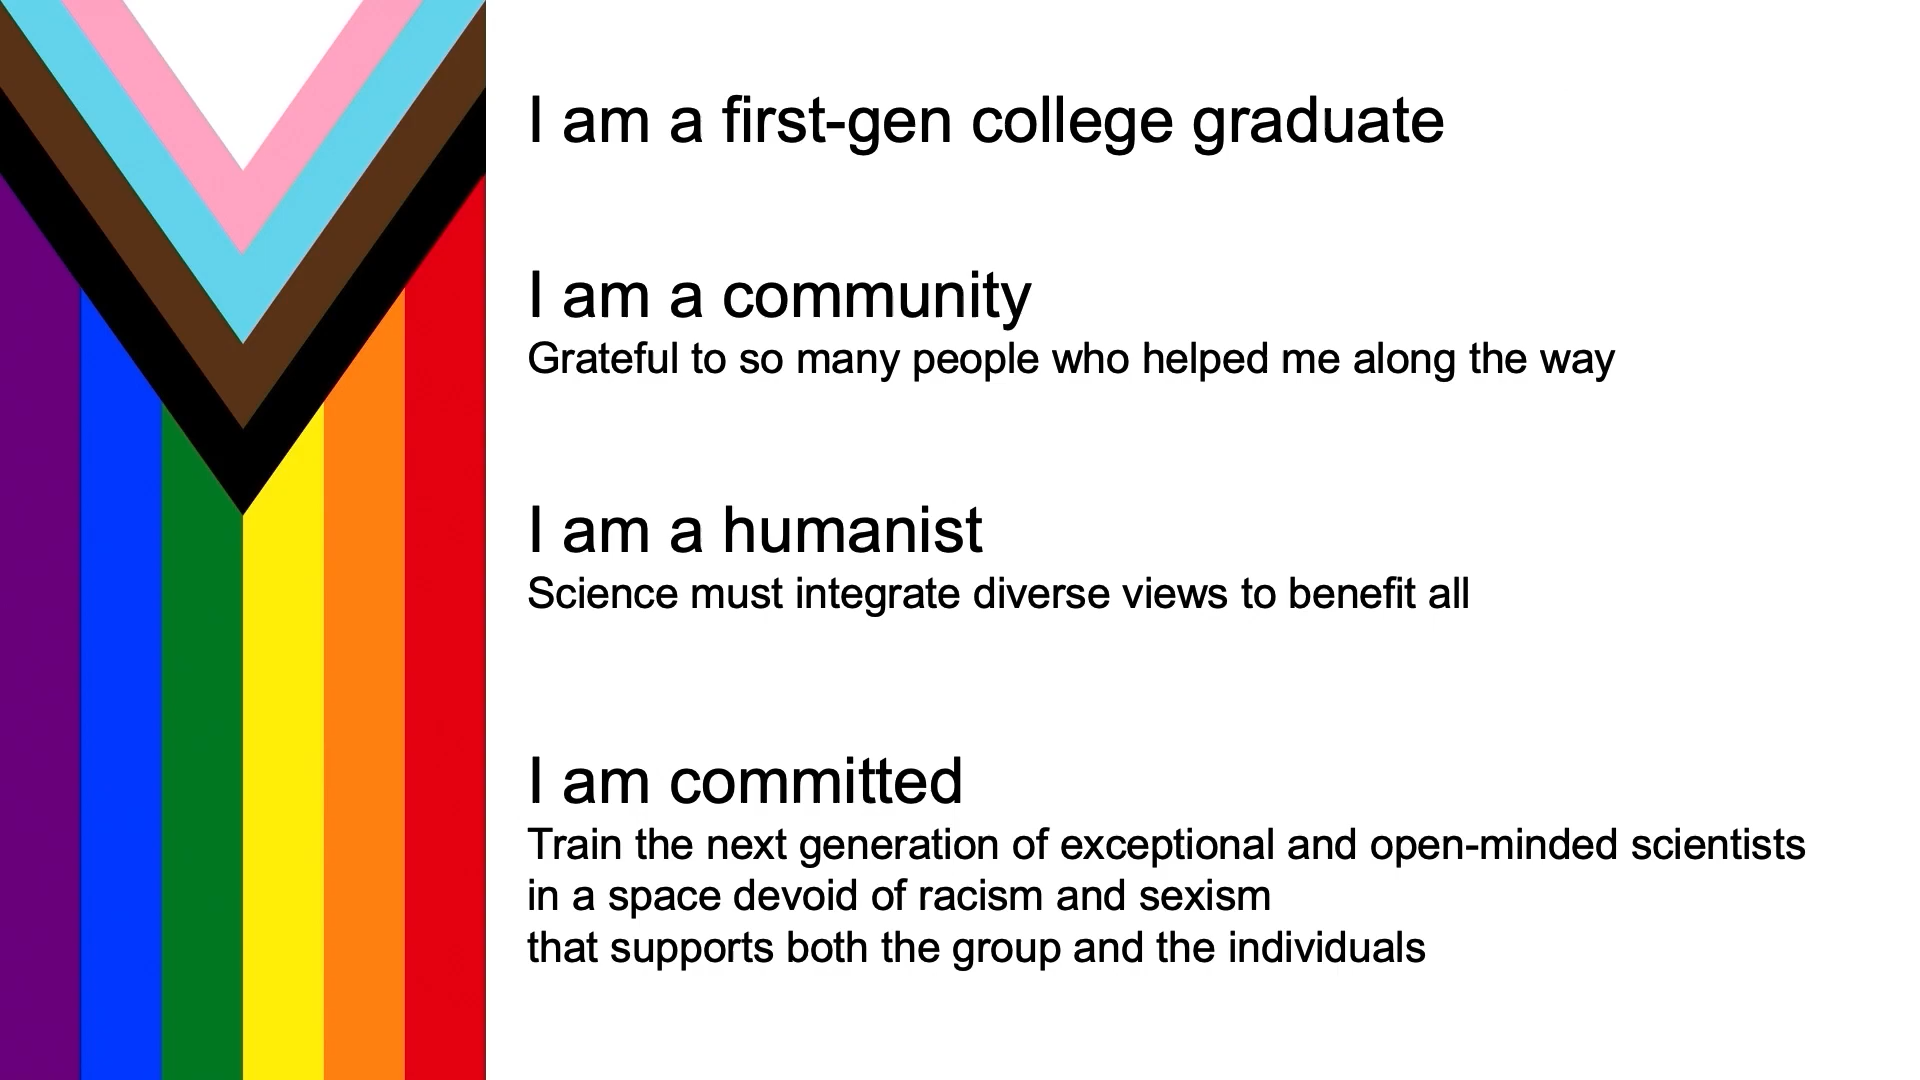 I am a first-gen college graduate
I am a community
Grateful to so many people who helped me along the way
I am a humanist
Science must integrate diverse views to benefit all
I am committed
Train the next generation of exceptional and open-minded scientists
in a space devoid of racism and sexism
that supports both the group and the individuals